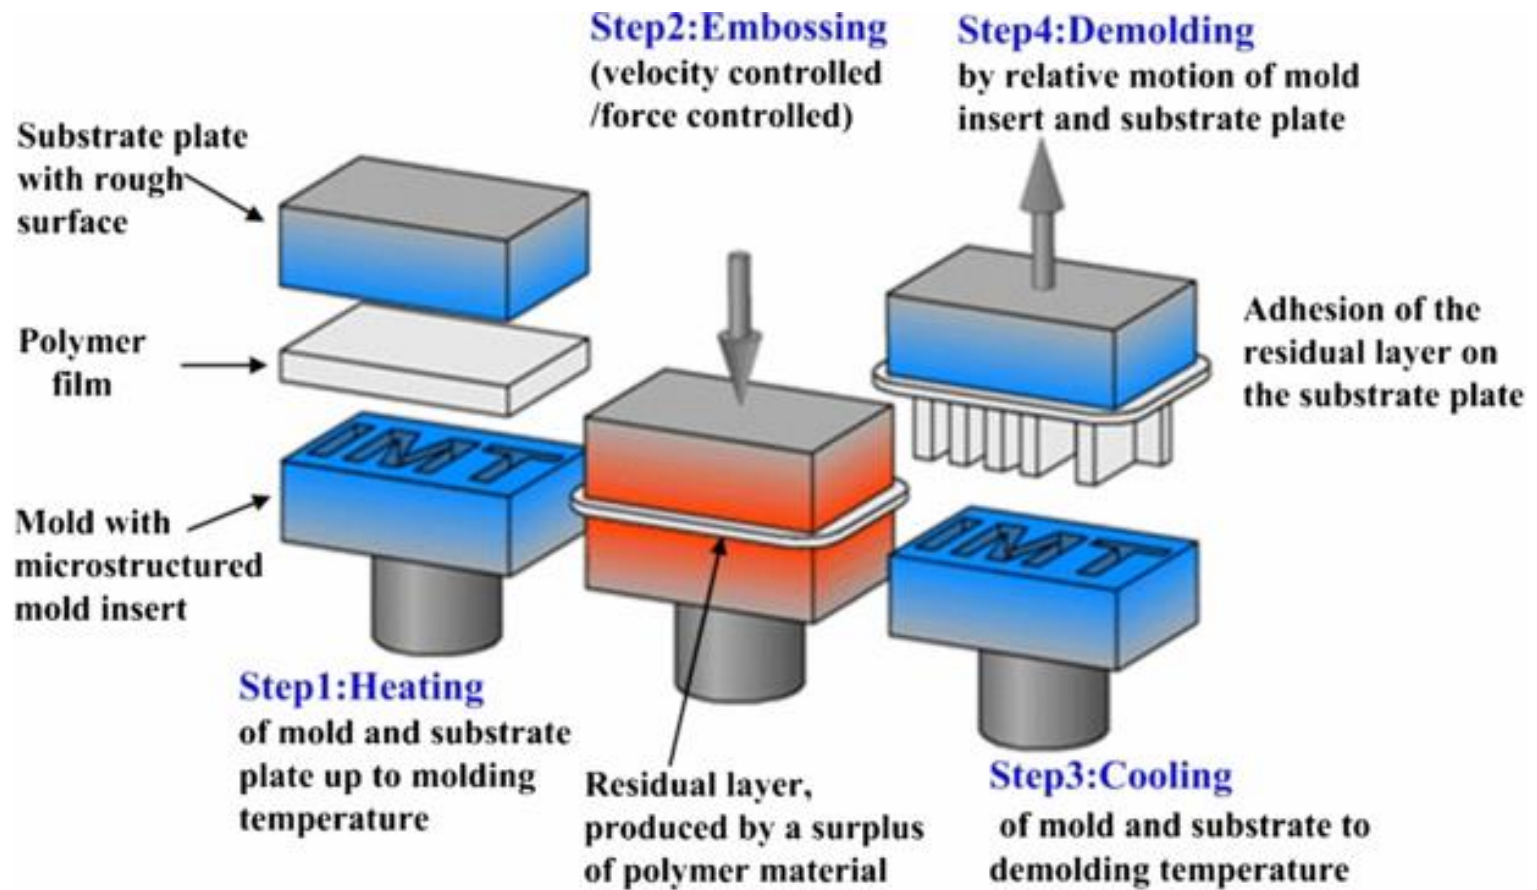 Step2:Embossing
(velocity controlled
/force controlled)
Step4:Demolding
by relative motion of mold
insert and substrate plate
Substrate plate
with rough
surface
Polymer
film
Mold with
microstructured
mold insert
IMT
Adhesion of the
residual layer on
the substrate plate
IMT
Step1:Heating
of mold and substrate
plate up to molding
temperature
Residual layer,
produced by a surplus
of polymer material
Step3:Cooling
of mold and substrate to
demolding temperature